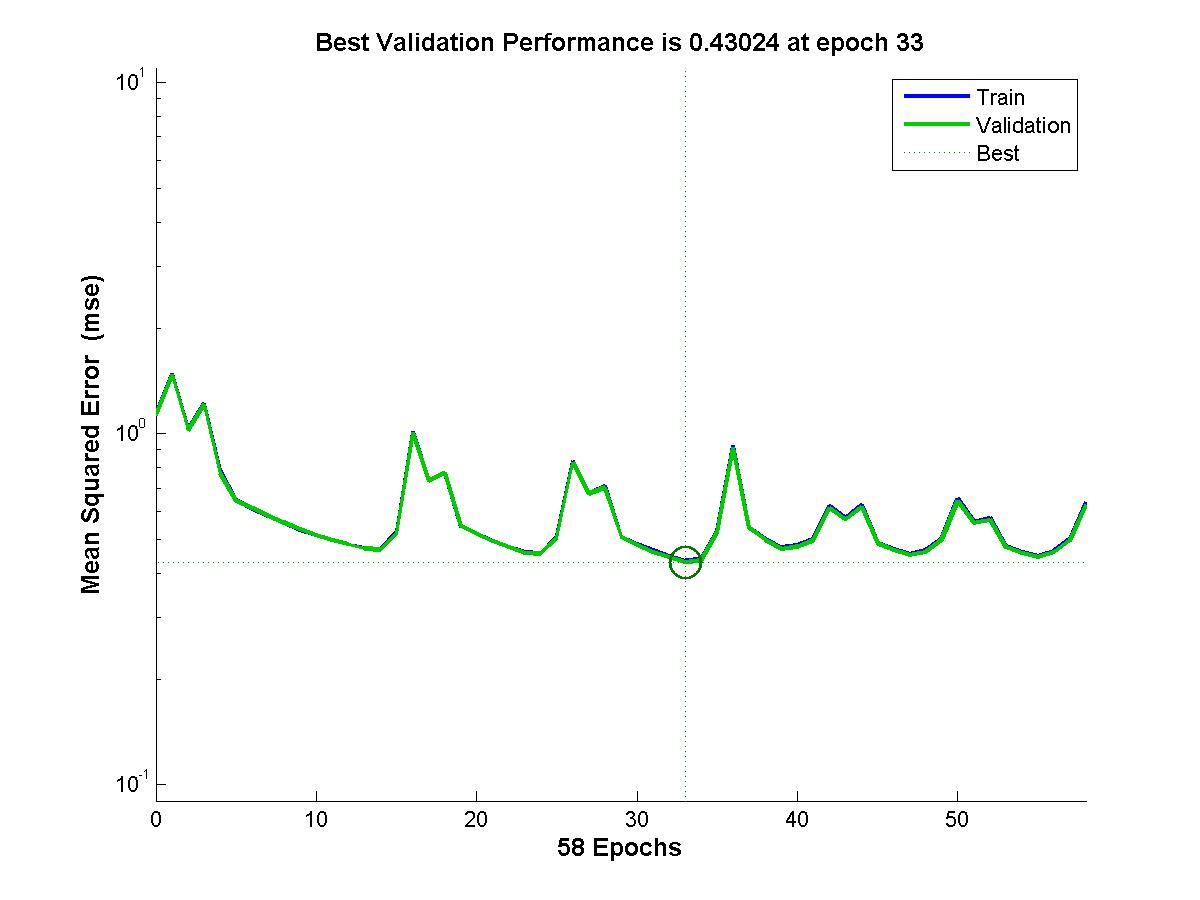 Best Validation Performance is 0.43024 at epoch 33
10^1
Train
Validation
Best
Mean Squared Error (mse)
10^0
10^-1
0 10 20 30 40 50
58 Epochs